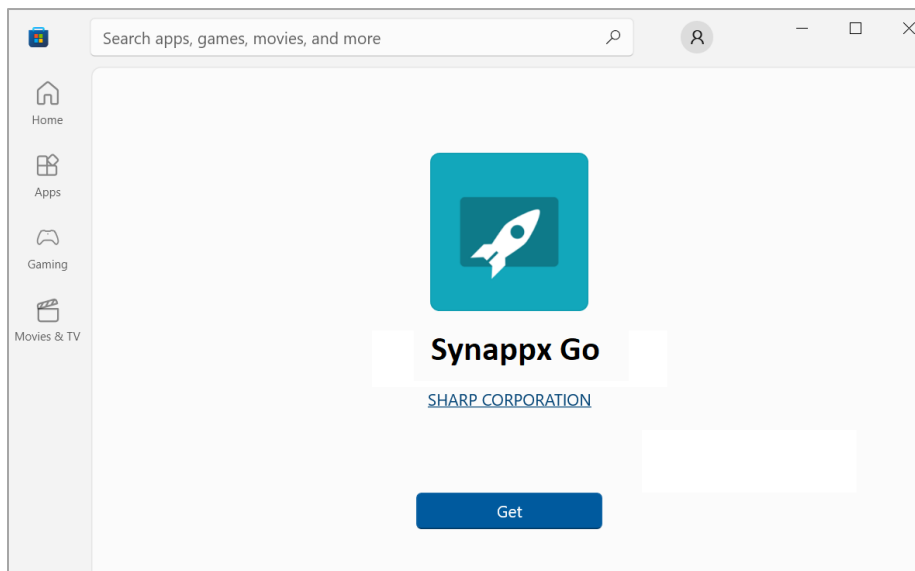 Search apps, games, movies, and more
Home
Apps
Gaming
Movies & TV
Synappx Go
SHARP CORPORATION
Get